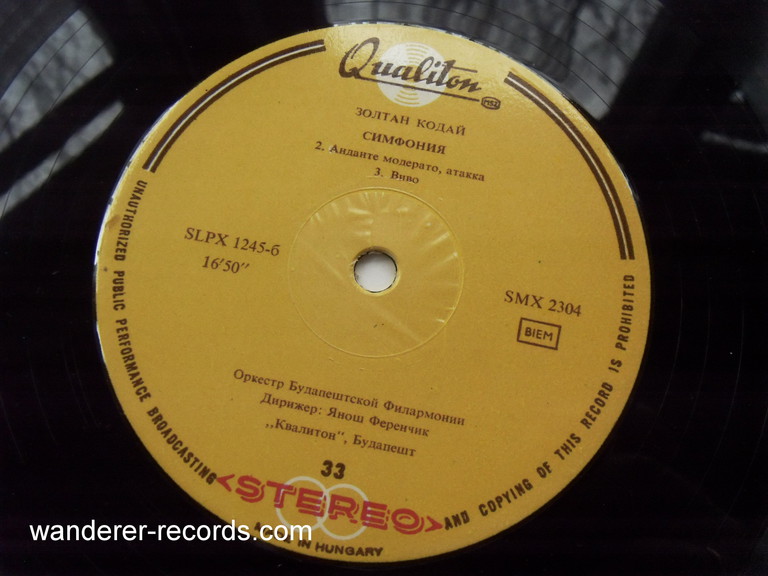 Qualiton
ЗОЛТАН КОДАЙ
СИМФОНИЯ
2. Анданте модерато, атакка
3. Виво
SLPX 1245-б
16'50"
SMX 2304
BIEM
Оркестр Будапештской Филармонии
Дирижер: Янош Ференчик
„Квалитон", Будапешт
33
STEREO
UNAUTHORIZED PUBLIC PERFORMANCE BROADCASTING AND COPYING OF THIS RECORD IS PROHIBITED
IN HUNGARY
wanderer-records.com